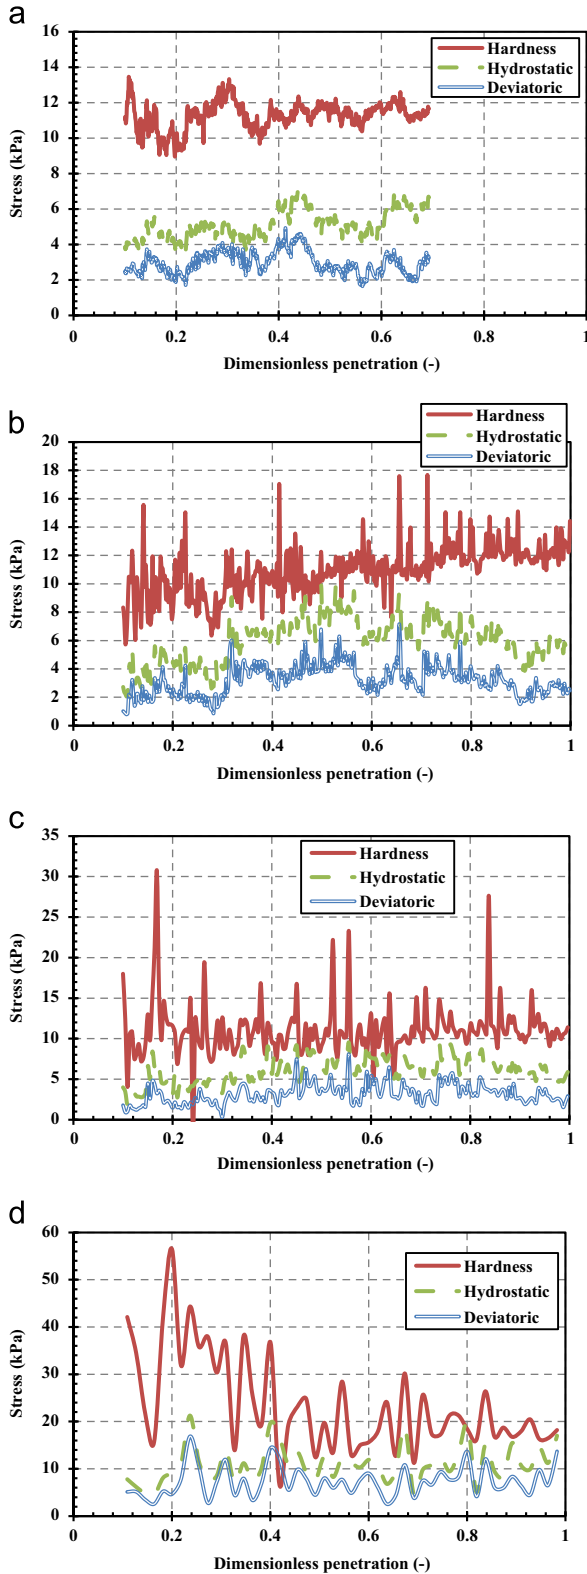 a
16
14
12
10
8
6
4
2
0
Stress (kPa)
Hardness
Hydrostatic
Deviatoric
0 0.2 0.4 0.6 0.8 1
Dimensionless penetration (-)
b
20
18
16
14
12
10
8
6
4
2
0
Stress (kPa)
Hardness
Hydrostatic
Deviatoric
0 0.2 0.4 0.6 0.8 1
Dimensionless penetration (-)
c
35
30
25
20
15
10
5
0
Stress (kPa)
Hardness
Hydrostatic
Deviatoric
0 0.2 0.4 0.6 0.8 1
Dimensionless penetration (-)
d
60
50
40
30
20
10
0
Stress (kPa)
Hardness
Hydrostatic
Deviatoric
0 0.2 0.4 0.6 0.8 1
Dimensionless penetration (-)